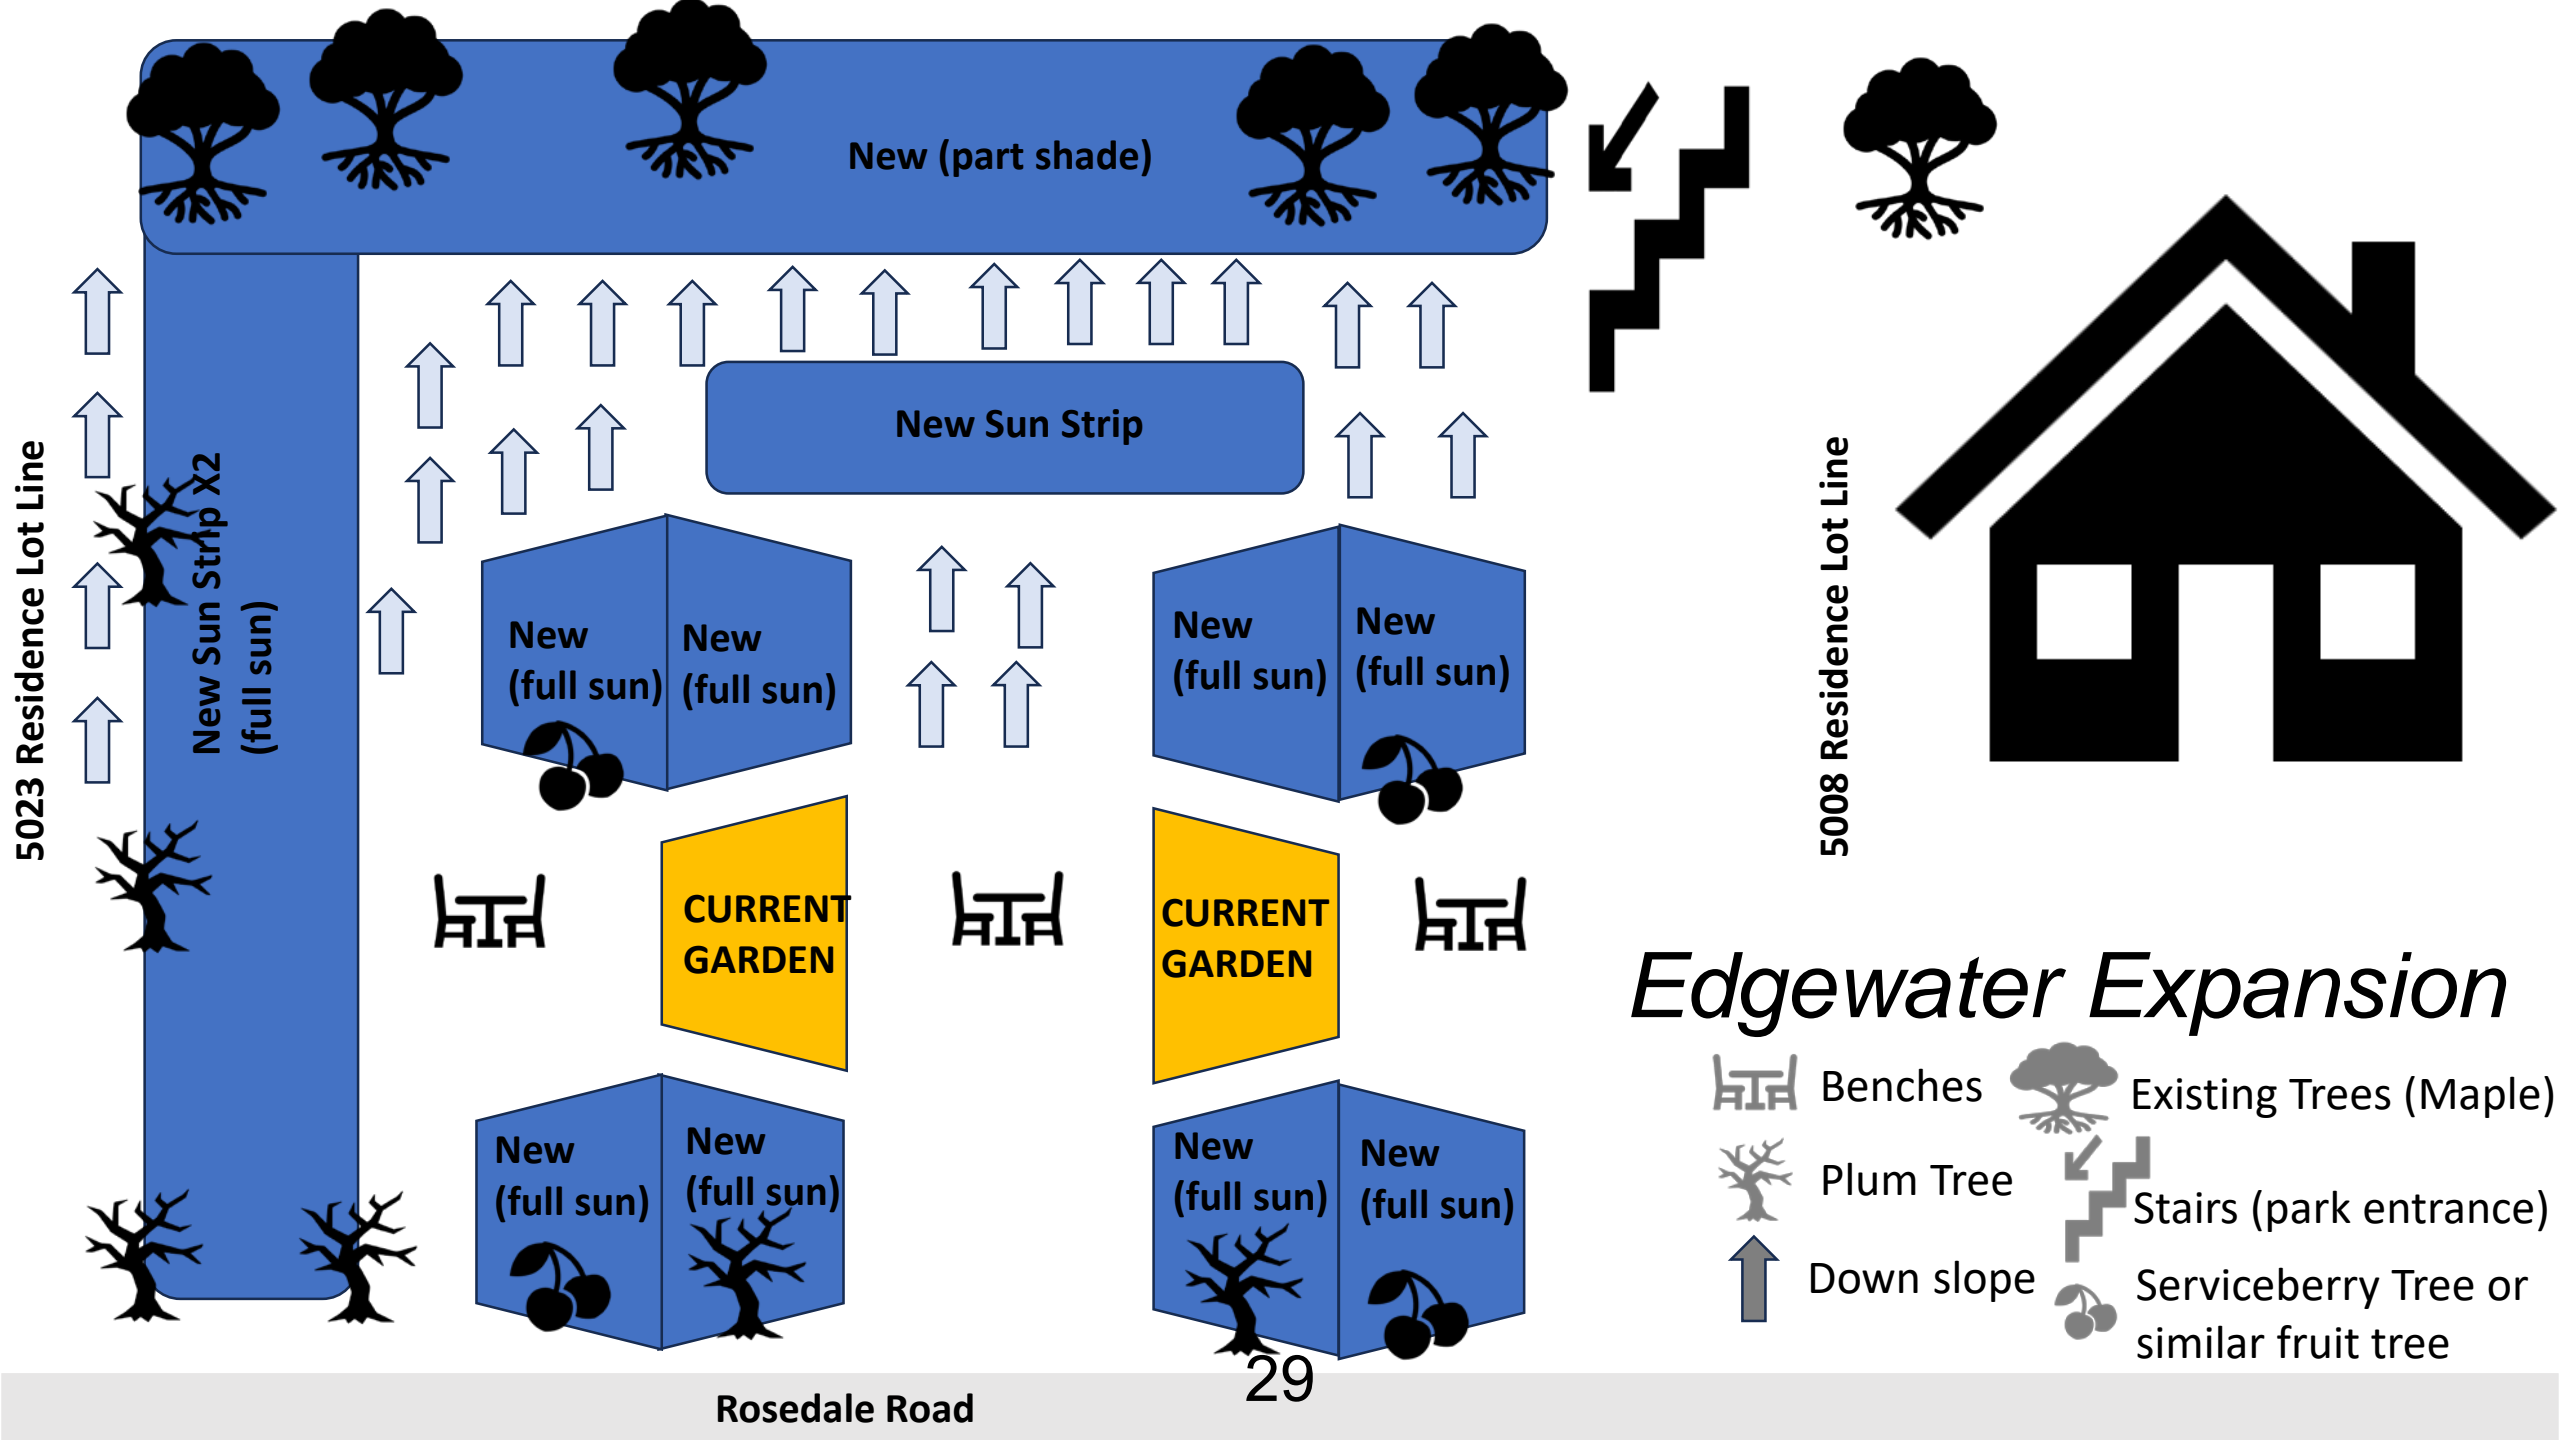 New (part shade)
New Sun Strip
5023 Residence Lot Line
New Sun Strip X2
(full sun)
New
(full sun)
New
(full sun)
New
(full sun)
New
(full sun)
5008 Residence Lot Line
CURRENT
GARDEN
CURRENT
GARDEN
New
(full sun)
New
(full sun)
New
(full sun)
New
(full sun)
Edgewater Expansion
Benches
Existing Trees (Maple)
Plum Tree
Stairs (park entrance)
Down slope
Serviceberry Tree or
similar fruit tree
29
Rosedale Road